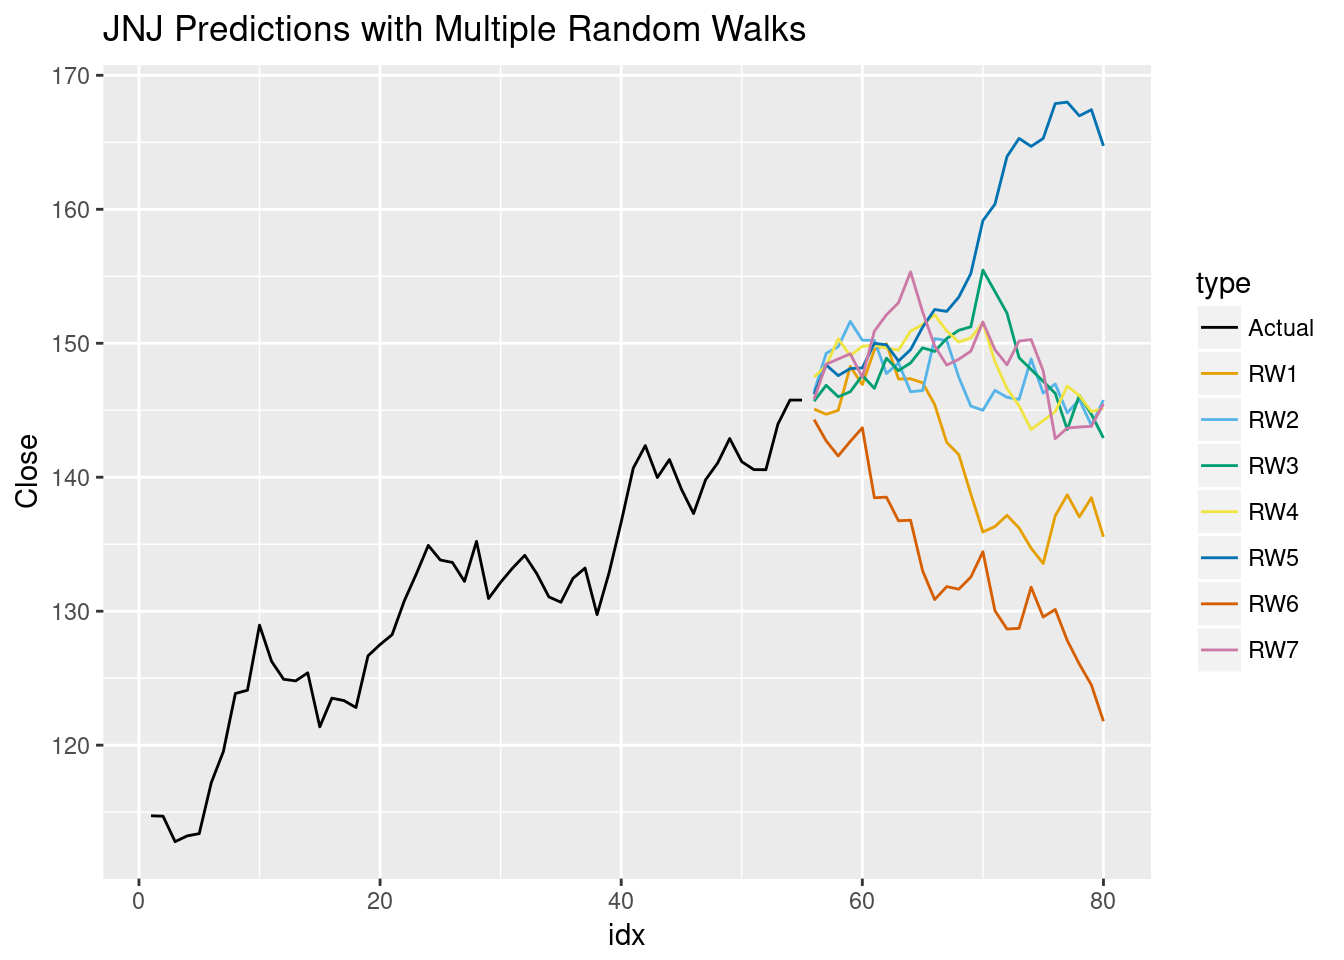 JNJ Predictions with Multiple Random Walks
170
160
150
140
130
120
Close
0 20 40 60 80
idx
type
Actual
RW1
RW2
RW3
RW4
RW5
RW6
RW7